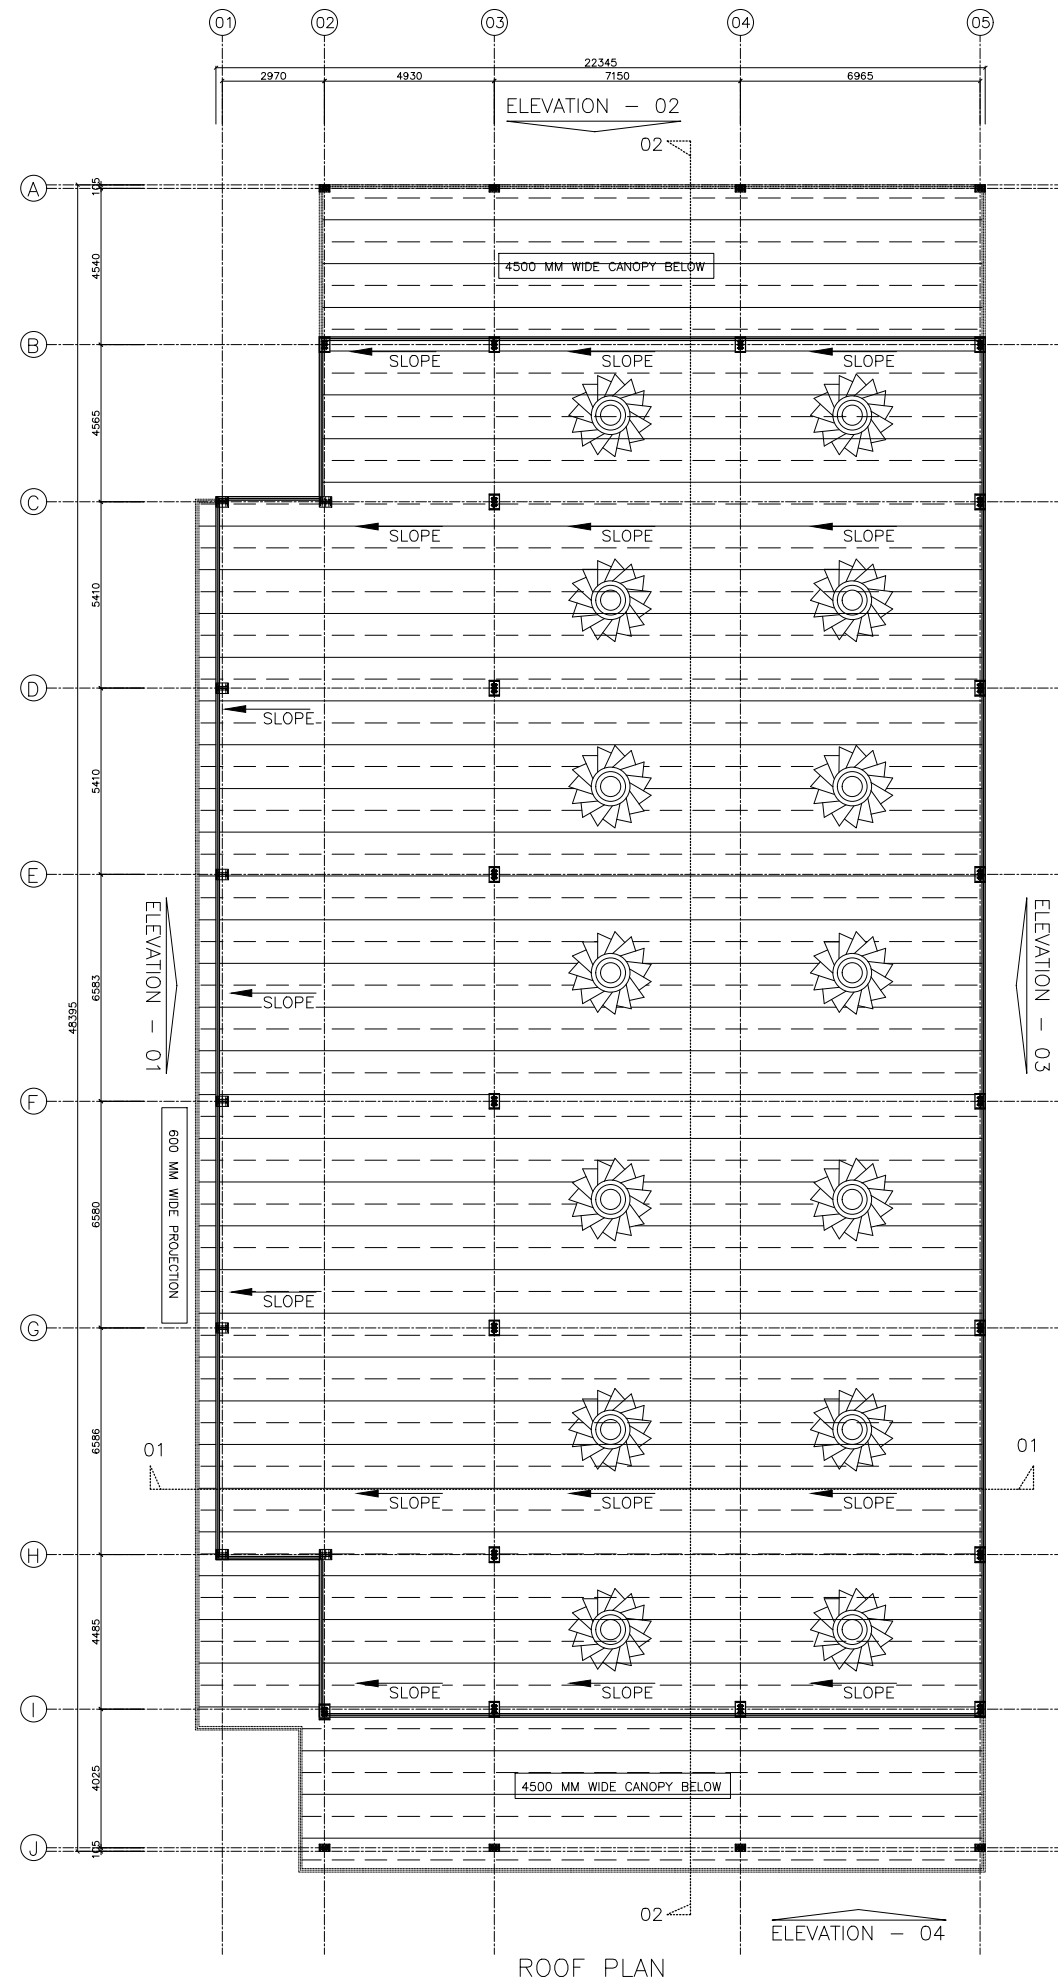 01 02 03 04 05
22345
2970 4930 7150 6965
ELEVATION - 02
02
A
105
4540
4500 MM WIDE CANOPY BELOW
B
SLOPE SLOPE SLOPE
4565
C
SLOPE SLOPE SLOPE
5410
D
SLOPE
5410
E
ELEVATION - 01
ELEVATION - 03
6583
48395
SLOPE
F
600 MM WIDE PROJECTION
6580
SLOPE
G
6586
01 01
SLOPE SLOPE SLOPE
H
4485
SLOPE SLOPE SLOPE
I
4025
4500 MM WIDE CANOPY BELOW
J
105
02
ELEVATION - 04
ROOF PLAN